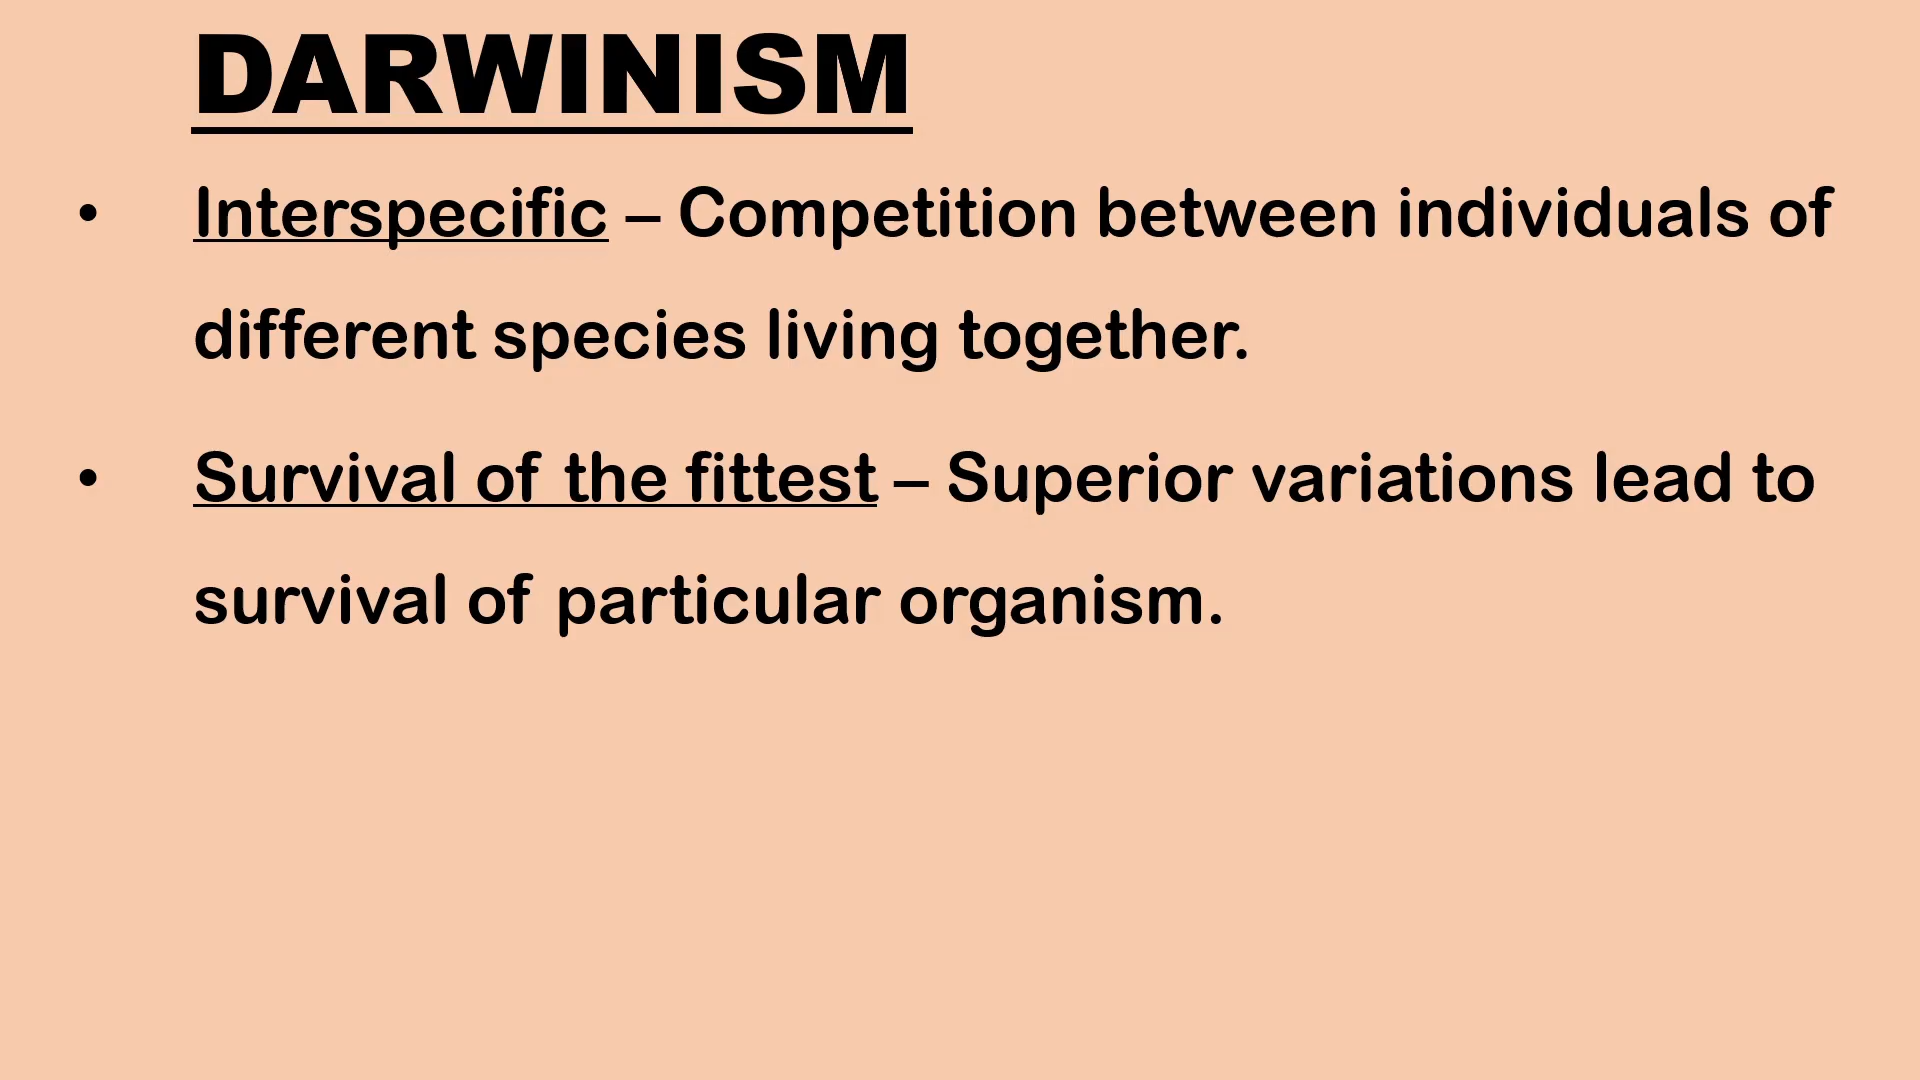 DARWINISM
• Interspecific – Competition between individuals of
different species living together.
• Survival of the fittest – Superior variations lead to
survival of particular organism.